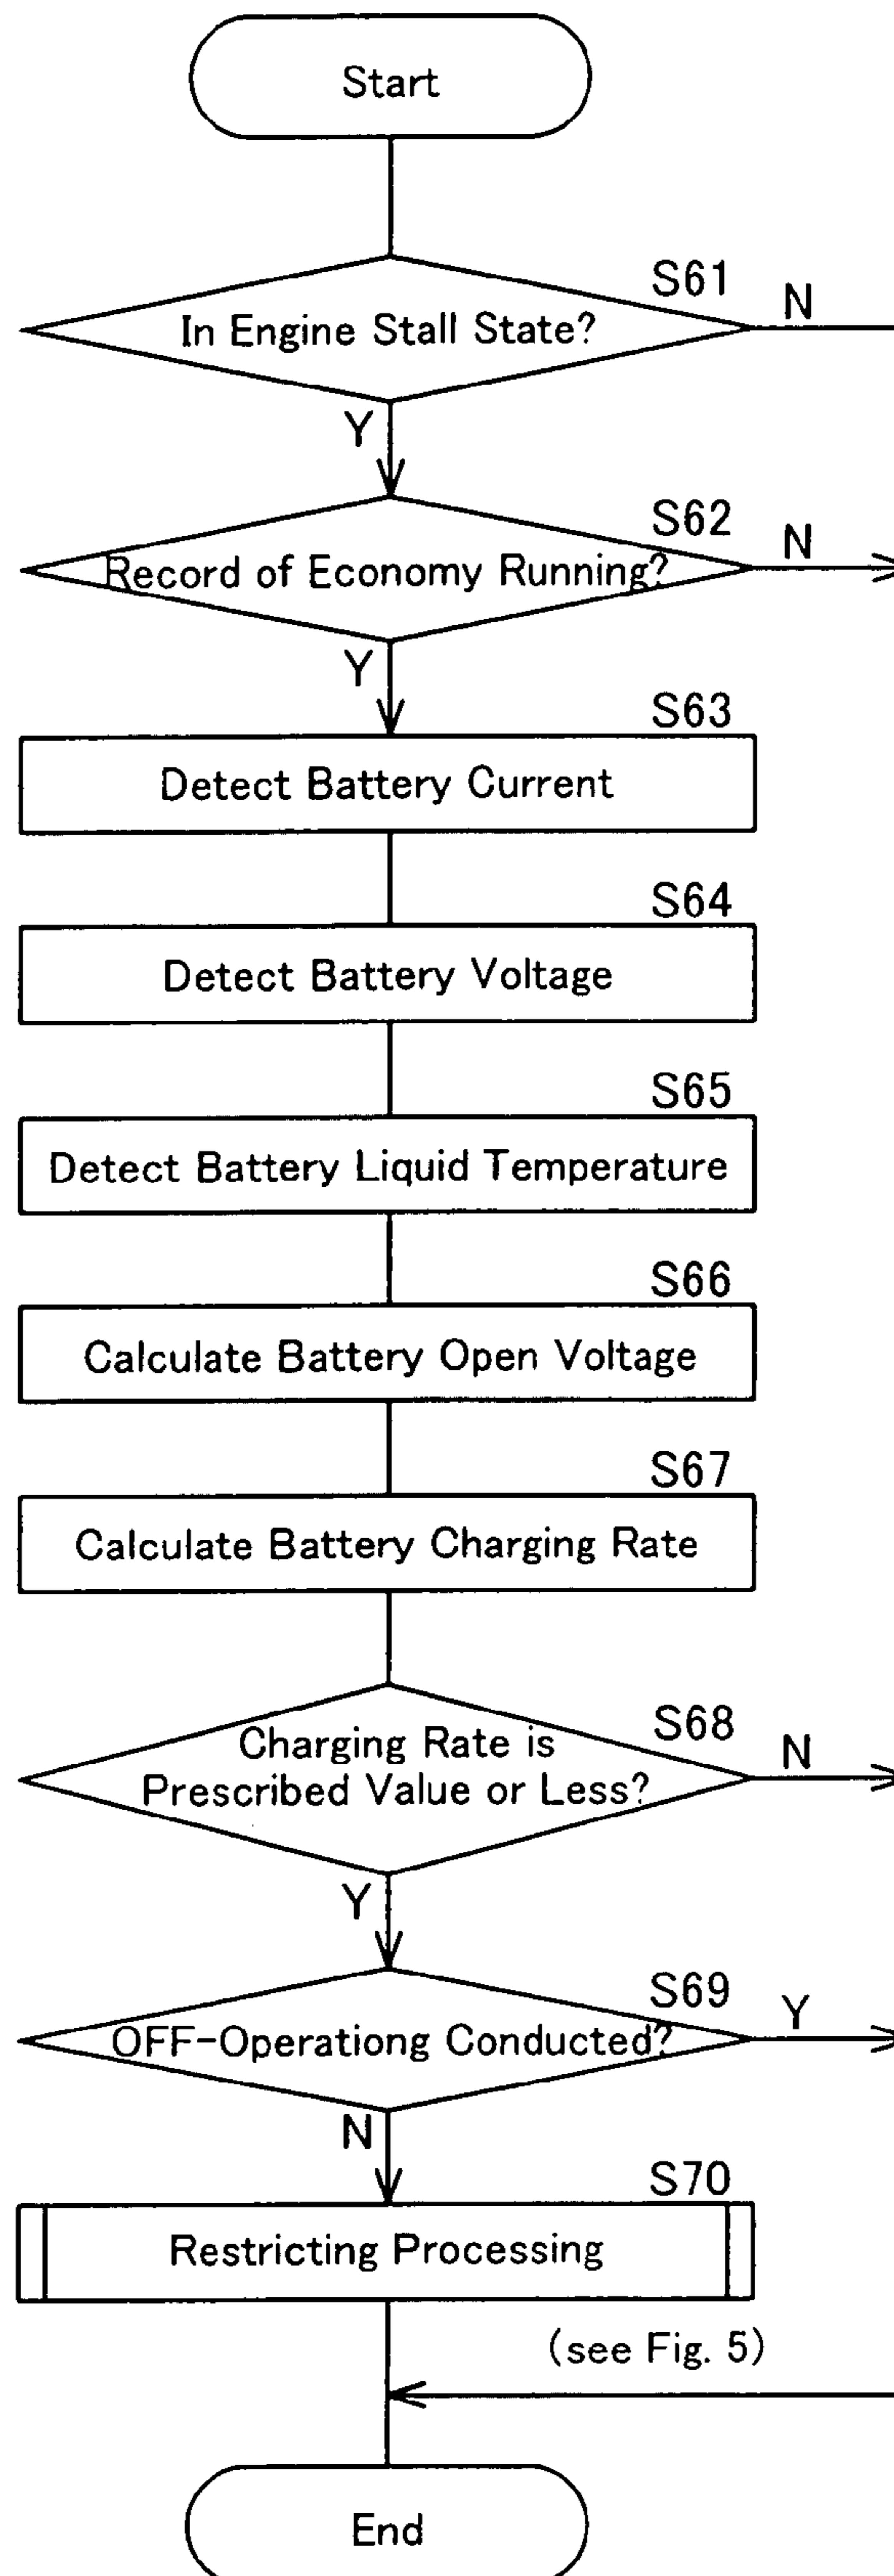 Start
S61
In Engine Stall State?
N
Y
S62
Record of Economy Running?
N
Y
S63
Detect Battery Current
S64
Detect Battery Voltage
S65
Detect Battery Liquid Temperature
S66
Calculate Battery Open Voltage
S67
Calculate Battery Charging Rate
S68
Charging Rate is
Prescribed Value or Less?
N
Y
S69
OFF-Operationg Conducted?
Y
N
S70
Restricting Processing
(see Fig. 5)
End